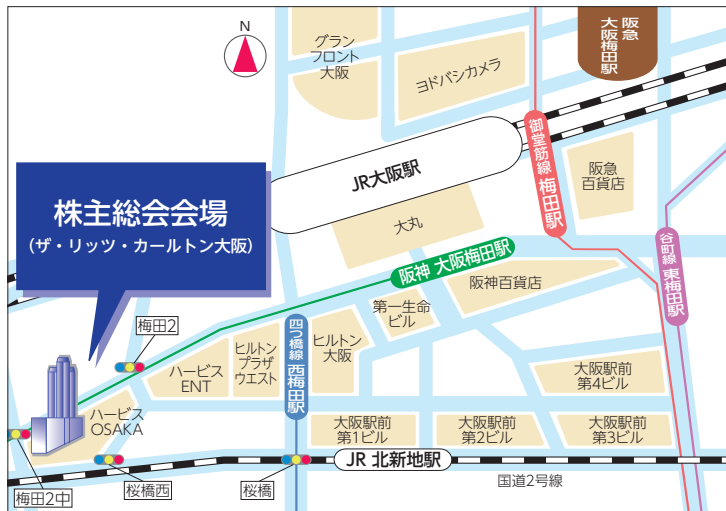 N
グラン
フロント
大阪
ヨドバシカメラ
阪急
大阪梅田駅
JR大阪駅
御堂筋線 梅田駅
阪急
百貨店
株主総会会場
(ザ・リッツ・カールトン大阪)
大丸
阪神 大阪梅田駅
谷町線 東梅田駅
阪神百貨店
第一生命
ビル
梅田2
四つ橋線 西梅田駅
ハービス
ENT
ヒルトン
プラザ
ウエスト
ヒルトン
大阪
大阪駅前
第4ビル
ハービス
OSAKA
大阪駅前
第1ビル
大阪駅前
第2ビル
大阪駅前
第3ビル
梅田2中
桜橋西
桜橋
JR 北新地駅
国道2号線